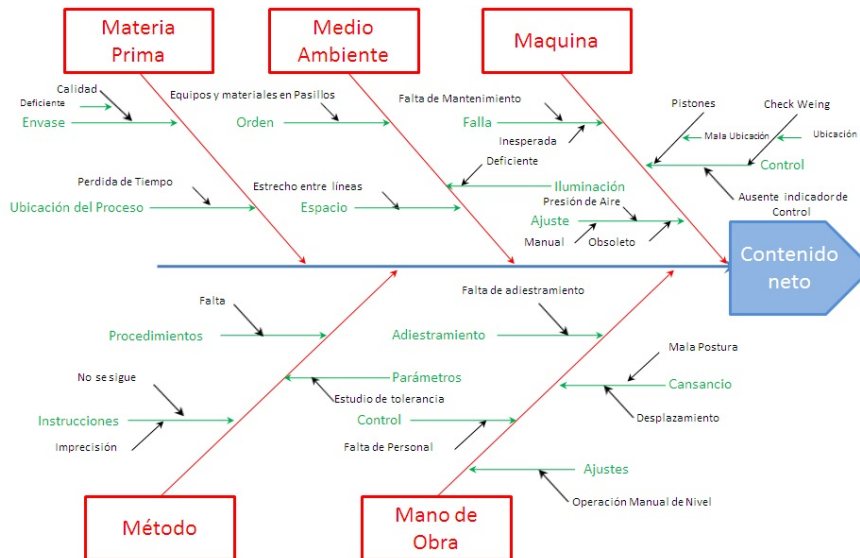 Materia
Prima
Medio
Ambiente
Maquina
Calidad
Deficiente
Envase
Equipos y materiales en Pasillos
Orden
Falta de Mantenimiento
Falla
Inesperada
Pistones
Check Weing
Mala Ubicación
Ubicación
Control
Ausente indicador de
Control
Perdida de Tiempo
Ubicación del Proceso
Estrecho entre líneas
Espacio
Deficiente
Iluminación
Presión de Aire
Ajuste
Manual
Obsoleto
Contenido
neto
Falta
Procedimientos
Falta de adiestramiento
Adiestramiento
No se sigue
Parámetros
Estudio de tolerancia
Instrucciones
Imprecisión
Control
Falta de Personal
Mala Postura
Cansancio
Desplazamiento
Ajustes
Operación Manual de Nivel
Método
Mano de
Obra